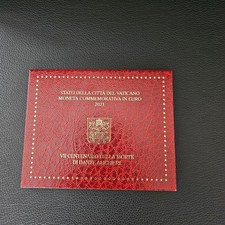 STATO DELLA CITTÀ DEL VATICANO
MONETA COMMEMORATIVA IN EURO
2021
VII CENTENARIO DELLA MORTE
DI DANTE ALIGHIERI